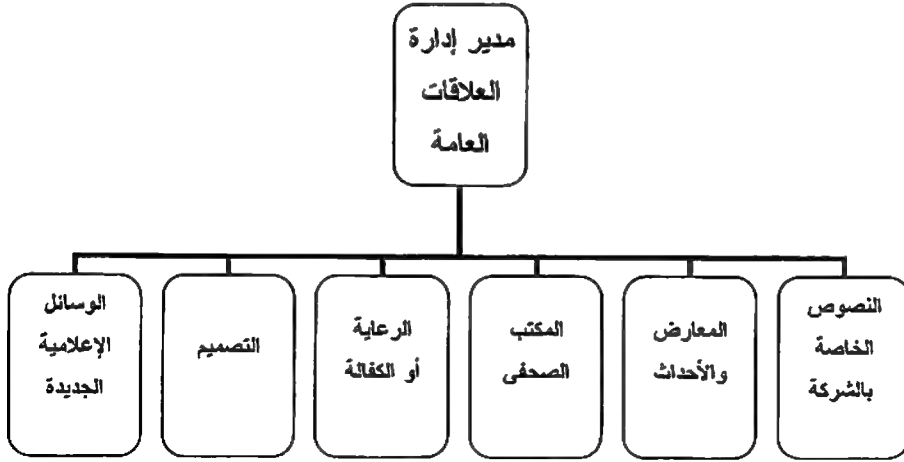 مدير إدارة
العلاقات
العامة
النصوص
الخاصة
بالشركة
المعارض
والأحداث
المكتب
الصحفى
الرعاية
أو الكفالة
التصميم
الوسائل
الإعلامية
الجديدة